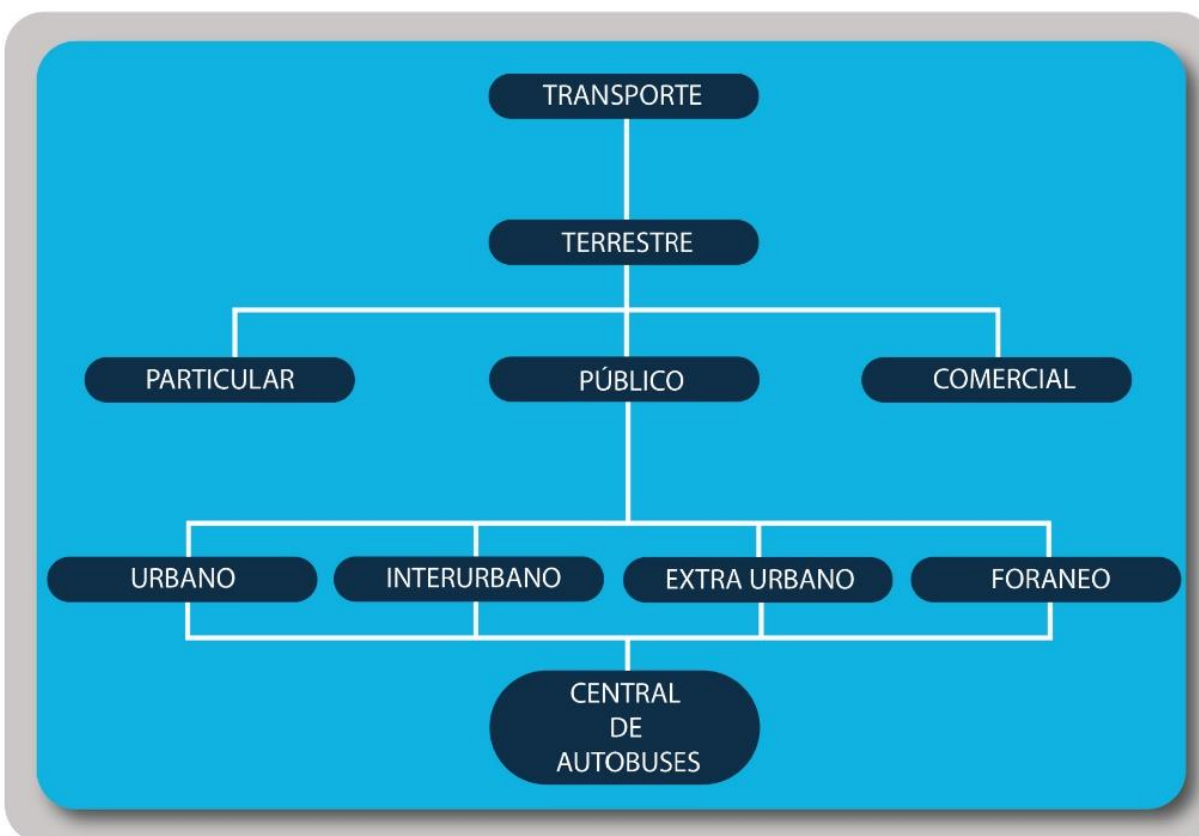 TRANSPORTE
TERRESTRE
PARTICULAR
PÚBLICO
COMERCIAL
URBANO
INTERURBANO
EXTRA URBANO
FORANEO
CENTRAL
DE
AUTOBUSES